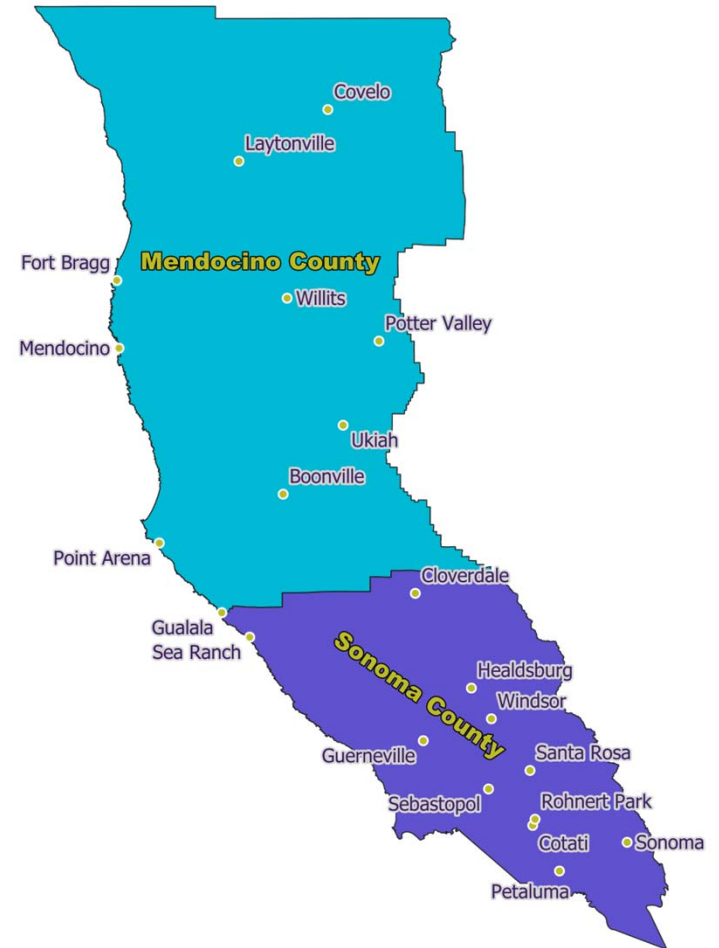 Covelo
Laytonville
Fort Bragg
Mendocino County
Willits
Potter Valley
Mendocino
Ukiah
Boonville
Point Arena
Cloverdale
Gualala
Sea Ranch
Sonoma County
Healdsburg
Windsor
Guerneville
Santa Rosa
Sebastopol
Rohnert Park
Cotati
Sonoma
Petaluma